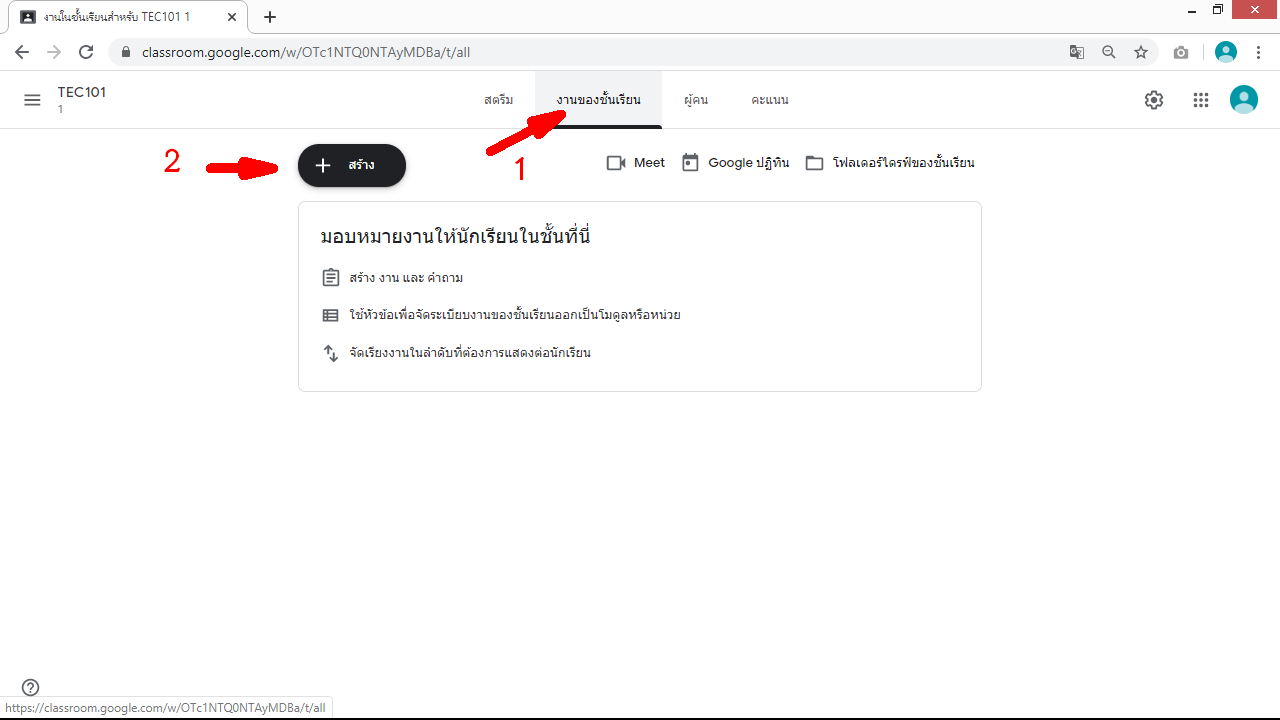 งานในชั้นเรียนสำหรับ TEC101 1
classroom.google.com/w/OTc1NTQ0NTAyMDBa/t/all
TEC101
1
สตรีม งานของชั้นเรียน ผู้คน คะแนน
2
สร้าง
1
Meet Google ปฏิทิน โฟลเดอร์ไดรฟ์ของชั้นเรียน
มอบหมายงานให้นักเรียนในชั้นที่นี่
สร้าง งาน และ คำถาม
ใช้หัวข้อเพื่อจัดระเบียบงานของชั้นเรียนออกเป็นโมดูลหรือหน่วย
จัดเรียงงานในลำดับที่ต้องการแสดงต่อนักเรียน
https://classroom.google.com/w/OTc1NTQ0NTAyMDBa/t/all